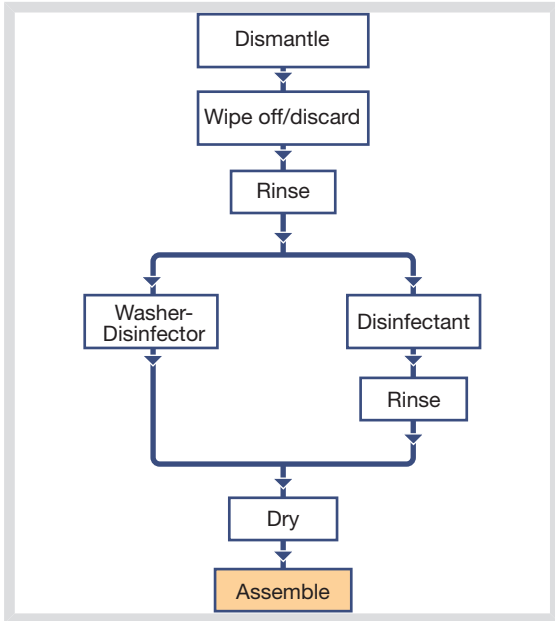 Dismantle
Wipe off/discard
Rinse
Washer-
Disinfector
Disinfectant
Rinse
Dry
Assemble